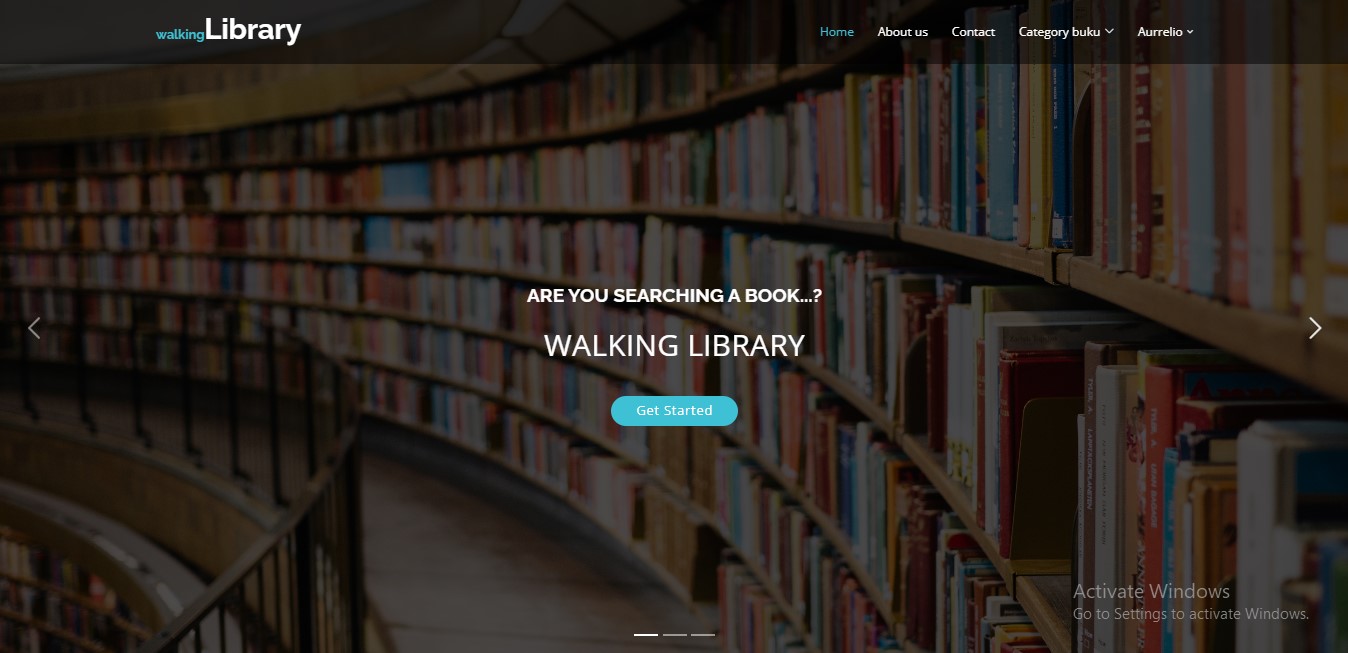 walkingLibrary
Home About us Contact Category buku Aurrelio
ARE YOU SEARCHING A BOOK...?
WALKING LIBRARY
Get Started
Activate Windows
Go to Settings to activate Windows.